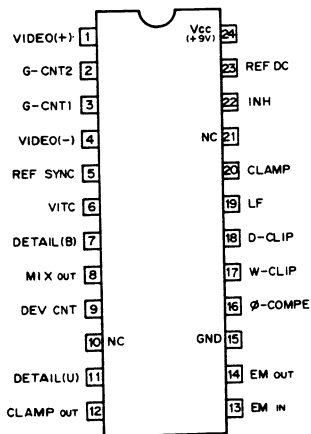 VIDEO(+) 1
G-CNT2 2
G-CNT1 3
VIDEO(-) 4
REF SYNC 5
VITC 6
DETAIL(B) 7
MIX OUT 8
DEV CNT 9
10 NC
DETAIL(U) 11
CLAMP OUT 12
Vcc 24
(+9V)
23 REF DC
22 INH
NC 21
20 CLAMP
19 LF
18 D-CLIP
17 W-CLIP
16 Ø-COMPE
GND 15
14 EM OUT
13 EM IN